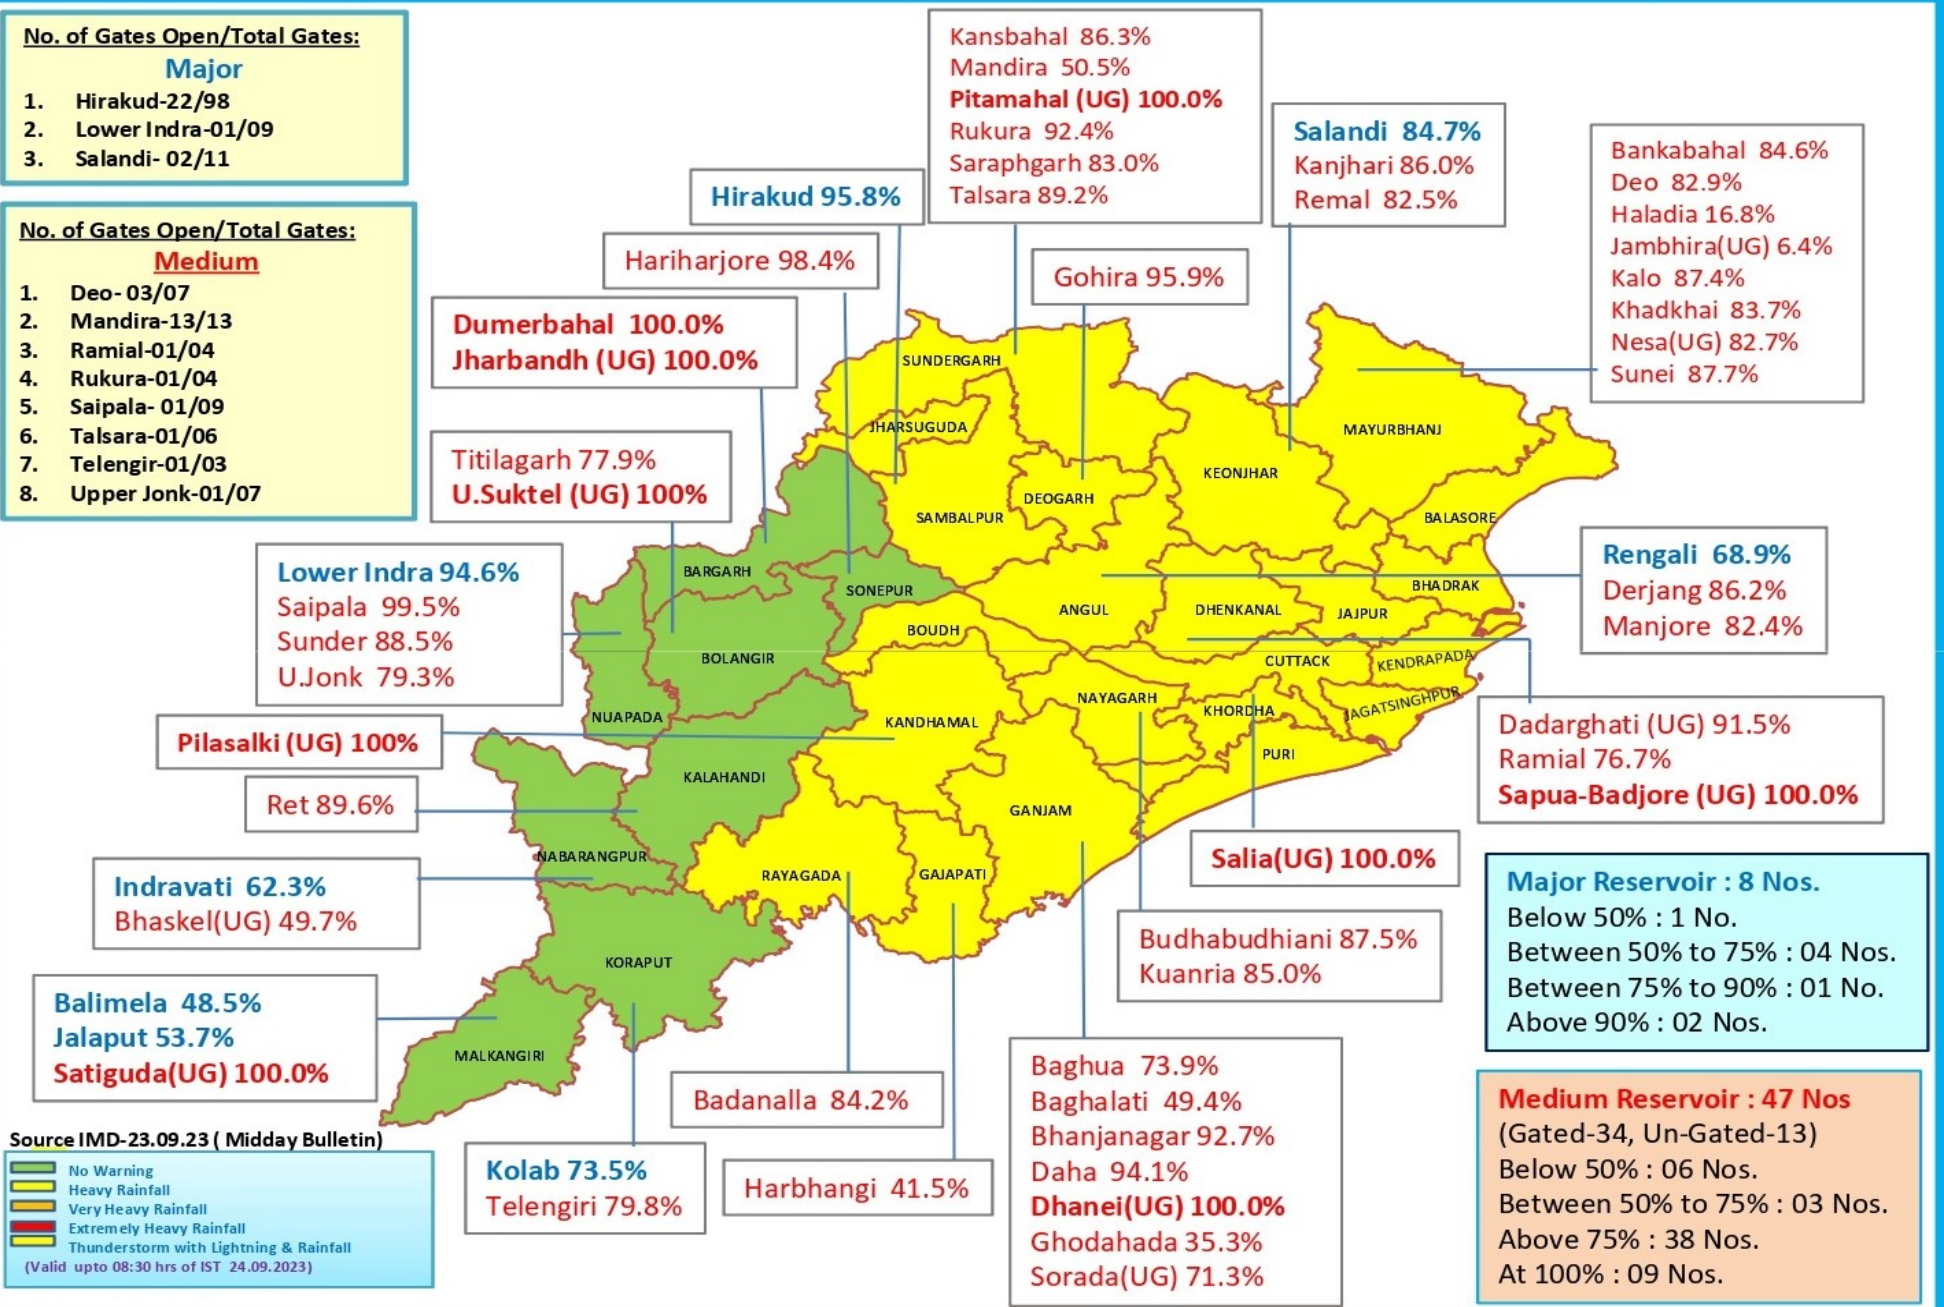 No. of Gates Open/Total Gates:
Major
1. Hirakud-22/98
2. Lower Indra-01/09
3. Salandi- 02/11
No. of Gates Open/Total Gates:
Medium
1. Deo- 03/07
2. Mandira-13/13
3. Ramial-01/04
4. Rukura-01/04
5. Saipala- 01/09
6. Talsara-01/06
7. Telengir-01/03
8. Upper Jonk-01/07
Kansbahal 86.3%
Mandira 50.5%
Pitamahal (UG) 100.0%
Rukura 92.4%
Saraphgarh 83.0%
Talsara 89.2%
Salandi 84.7%
Kanjhari 86.0%
Remal 82.5%
Bankabahal 84.6%
Deo 82.9%
Haladia 16.8%
Jambhira(UG) 6.4%
Kalo 87.4%
Khadkhai 83.7%
Nesa(UG) 82.7%
Sunei 87.7%
Hirakud 95.8%
Hariharjore 98.4%
Gohira 95.9%
Dumerbahal 100.0%
Jharbandh (UG) 100.0%
Titilagarh 77.9%
U.Suktel (UG) 100%
Lower Indra 94.6%
Saipala 99.5%
Sunder 88.5%
U.Jonk 79.3%
Pilasalki (UG) 100%
Ret 89.6%
Indravati 62.3%
Bhaskel(UG) 49.7%
Balimela 48.5%
Jalaput 53.7%
Satiguda(UG) 100.0%
SUNDERGARH
JHARSUGUDA
MAYURBHANJ
KEONJHAR
DEOGARH
SAMBALPUR
BALASORE
BARGARH
SONEPUR
BHADRAK
ANGUL
DHENKANAL
JAJPUR
BOUDH
BOLANGIR
CUTTACK
KENDRAPADA
NAYAGARH
JAGATSINGHPUR
KHORDHA
NUAPADA
KANDHAMAL
PURI
KALAHANDI
GANJAM
NABARANGPUR
RAYAGADA
GAJAPATI
KORAPUT
MALKANGIRI
Rengali 68.9%
Derjang 86.2%
Manjore 82.4%
Dadarghati (UG) 91.5%
Ramial 76.7%
Sapua-Badjore (UG) 100.0%
Salia(UG) 100.0%
Budhabudhiani 87.5%
Kuanria 85.0%
Badanalla 84.2%
Harbhangi 41.5%
Kolab 73.5%
Telengiri 79.8%
Baghua 73.9%
Baghalati 49.4%
Bhanjanagar 92.7%
Daha 94.1%
Dhanei(UG) 100.0%
Ghodahada 35.3%
Sorada(UG) 71.3%
Major Reservoir : 8 Nos.
Below 50% : 1 No.
Between 50% to 75% : 04 Nos.
Between 75% to 90% : 01 No.
Above 90% : 02 Nos.
Medium Reservoir : 47 Nos
(Gated-34, Un-Gated-13)
Below 50% : 06 Nos.
Between 50% to 75% : 03 Nos.
Above 75% : 38 Nos.
At 100% : 09 Nos.
Source IMD-23.09.23 ( Midday Bulletin)
No Warning
Heavy Rainfall
Very Heavy Rainfall
Extremely Heavy Rainfall
Thunderstorm with Lightning & Rainfall
(Valid upto 08:30 hrs of IST 24.09.2023)